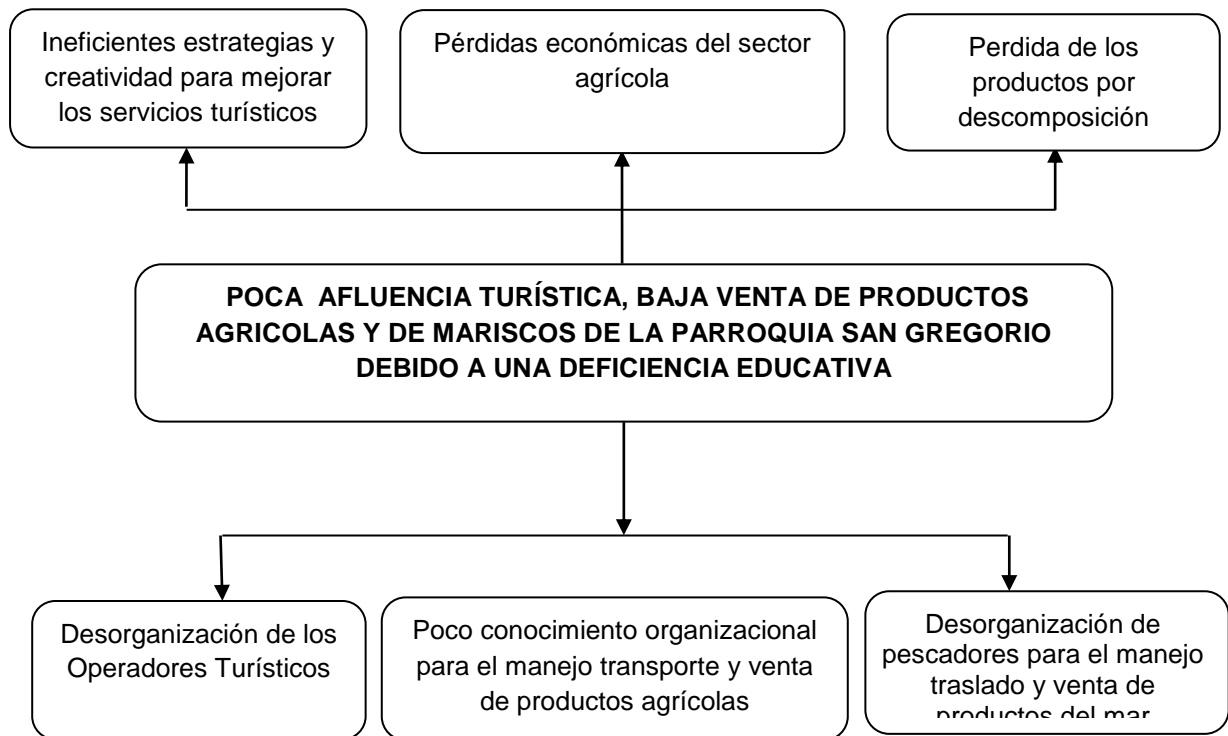 Ineficientes estrategias y
creatividad para mejorar
los servicios turísticos
Pérdidas económicas del sector
agrícola
Perdida de los
productos por
descomposición
POCA AFLUENCIA TURÍSTICA, BAJA VENTA DE PRODUCTOS
AGRICOLAS Y DE MARISCOS DE LA PARROQUIA SAN GREGORIO
DEBIDO A UNA DEFICIENCIA EDUCATIVA
Desorganización de los
Operadores Turísticos
Poco conocimiento organizacional
para el manejo transporte y venta
de productos agrícolas
Desorganización de
pescadores para el manejo
traslado y venta de
productos del mar